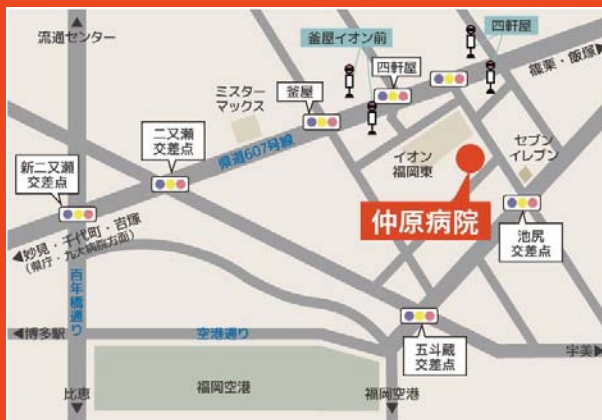 流通センター
釜屋イオン前
四軒屋
篠栗・飯塚
四軒屋
ミスター
マックス
釜屋
二又瀬
交差点
県道607号線
イオン
福岡東
セブン
イレブン
新二又瀬
交差点
仲原病院
池尻
交差点
妙見・千代町・吉塚
(県庁・九大病院方面)
百年橋通り
博多駅
空港通り
五斗蔵
交差点
宇美
比恵
福岡空港
福岡空港